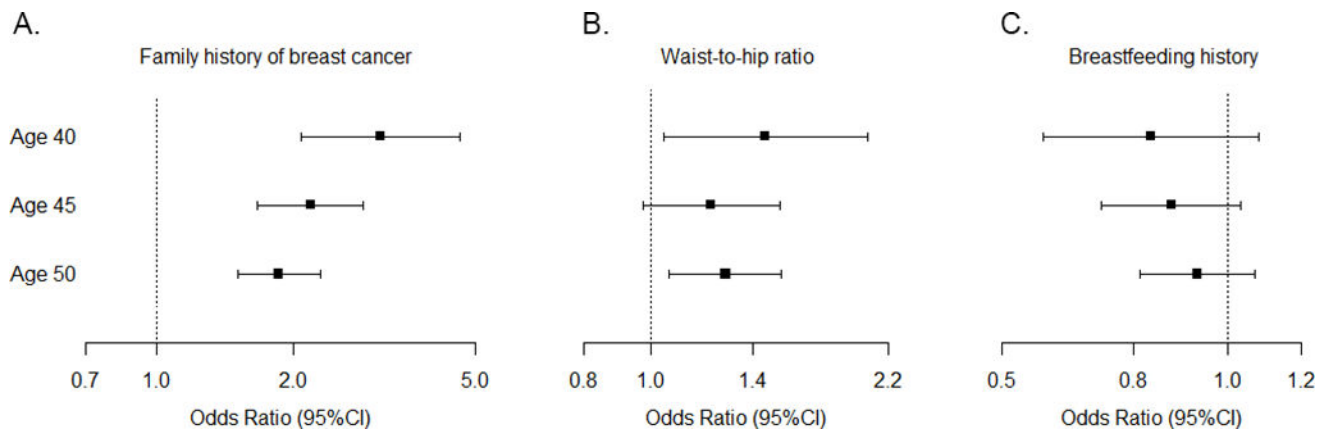 A.
Family history of breast cancer
Age 40
Age 45
Age 50
0.7 1.0 2.0 5.0
Odds Ratio (95%CI)
B.
Waist-to-hip ratio
0.8 1.0 1.4 2.2
Odds Ratio (95%CI)
C.
Breastfeeding history
0.5 0.8 1.0 1.2
Odds Ratio (95%CI)